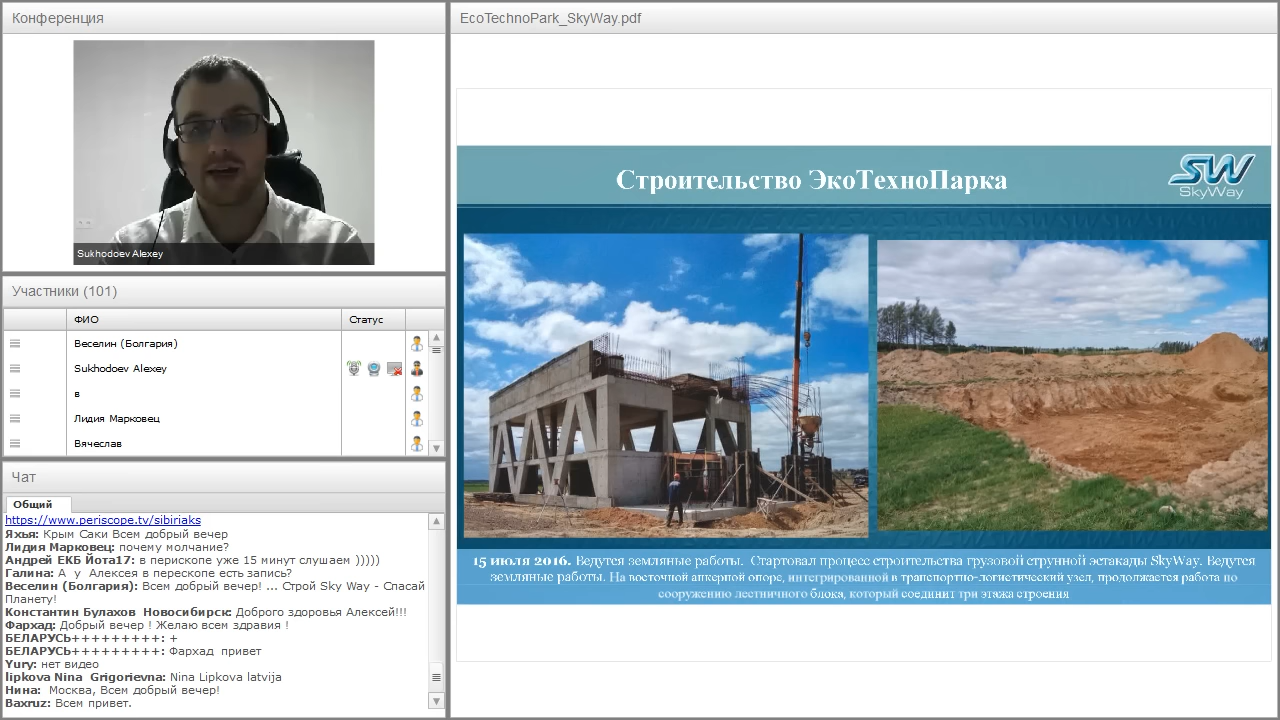 Конференция
Sukhodoev Alexey
Участники (101)
ФИО
Статус
Веселин (Болгария)
Sukhodoev Alexey
в
Лидия Марковец
Вячеслав
Чат
Общий
https://www.periscope.tv/sibiriaks
Яхья: Крым Саки Всем добрый вечер
Лидия Марковец: почему молчание?
Андрей ЕКБ Йота17: в перископе уже 15 минут слушаем )))))
Галина: А у Алексея в перескопе есть запись?
Веселин (Болгария): Всем добрый вечер! ... Строй Sky Way - Спасай
Планету!
Константин Булахов Новосибирск: Доброго здоровья Алексей!!!
Фархад: Добрый вечер ! Желаю всем здравия !
БЕЛАРУСЬ+++++++++: +
БЕЛАРУСЬ+++++++++: Фархад привет
Yury: нет видео
lipkova Nina Grigorievna: Nina Lipkova latvija
Нина: Москва, Всем добрый вечер!
Baxruz: Всем привет.
EcoTechnoPark_SkyWay.pdf
Строительство ЭкоТехноПарка
SW
SkyWay
15 июля 2016. Ведутся земляные работы. Стартовал процесс строительства грузовой струнной эстакады SkyWay. Ведутся
земляные работы. На восточной анкерной опоре, интегрированной в транспортно-логистический узел, продолжается работа по
сооружению лестничного блока, который соединит три этажа строения